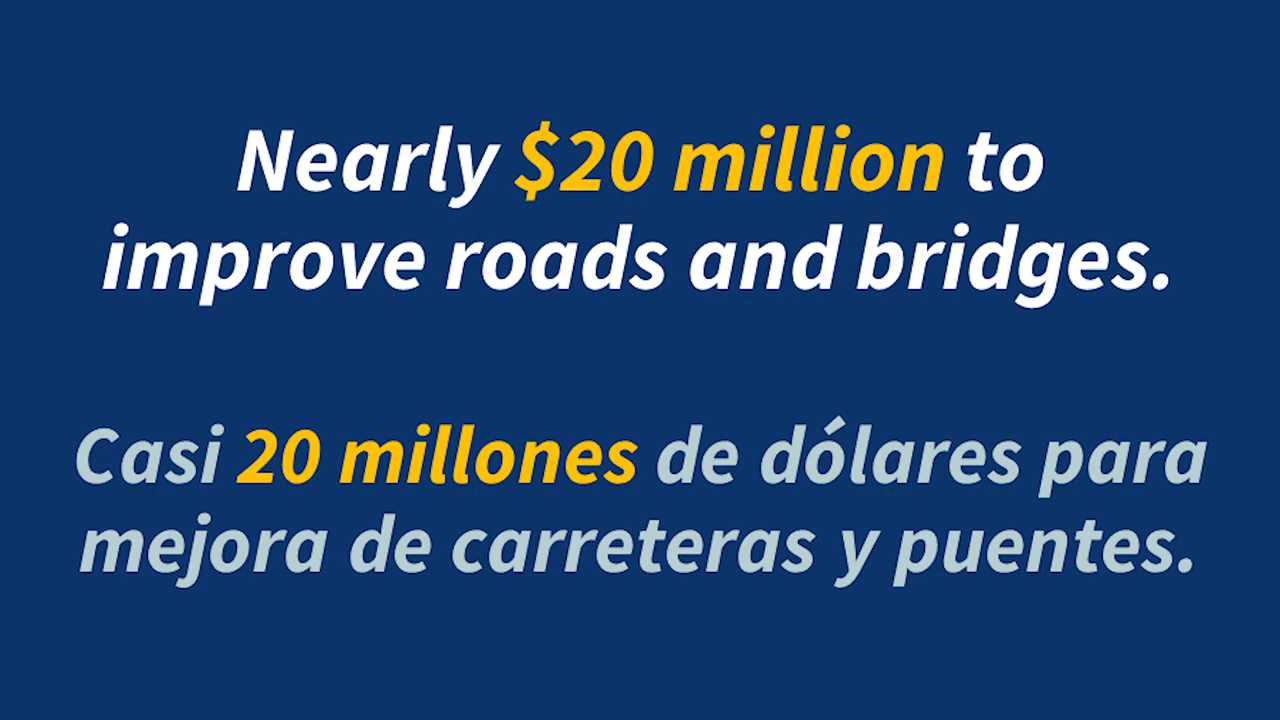 Nearly $20 million to
improve roads and bridges.
Casi 20 millones de dólares para
mejora de carreteras y puentes.